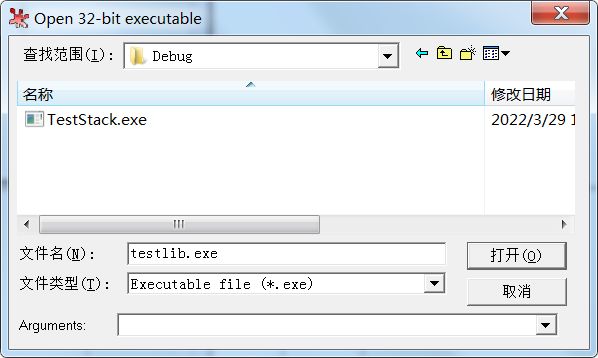 Open 32-bit executable
查找范围(I): Debug
名称 修改日期
TestStack.exe 2022/3/29 1
文件名(N): testlib.exe 打开(O)
文件类型(T): Executable file (*.exe) 取消
Arguments: